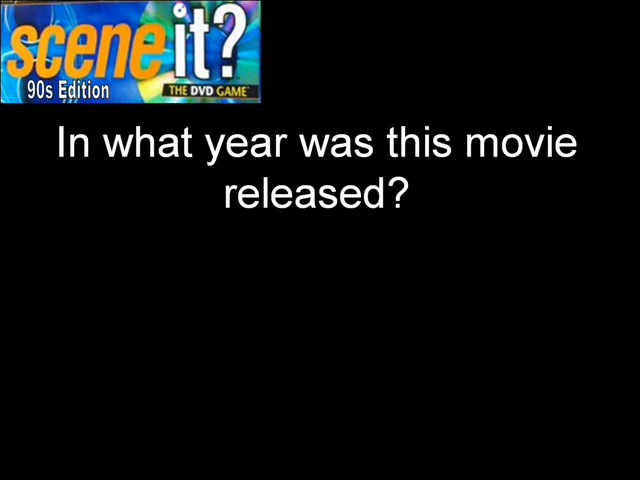 scene it?
90s Edition
THE DVD GAME
In what year was this movie
released?